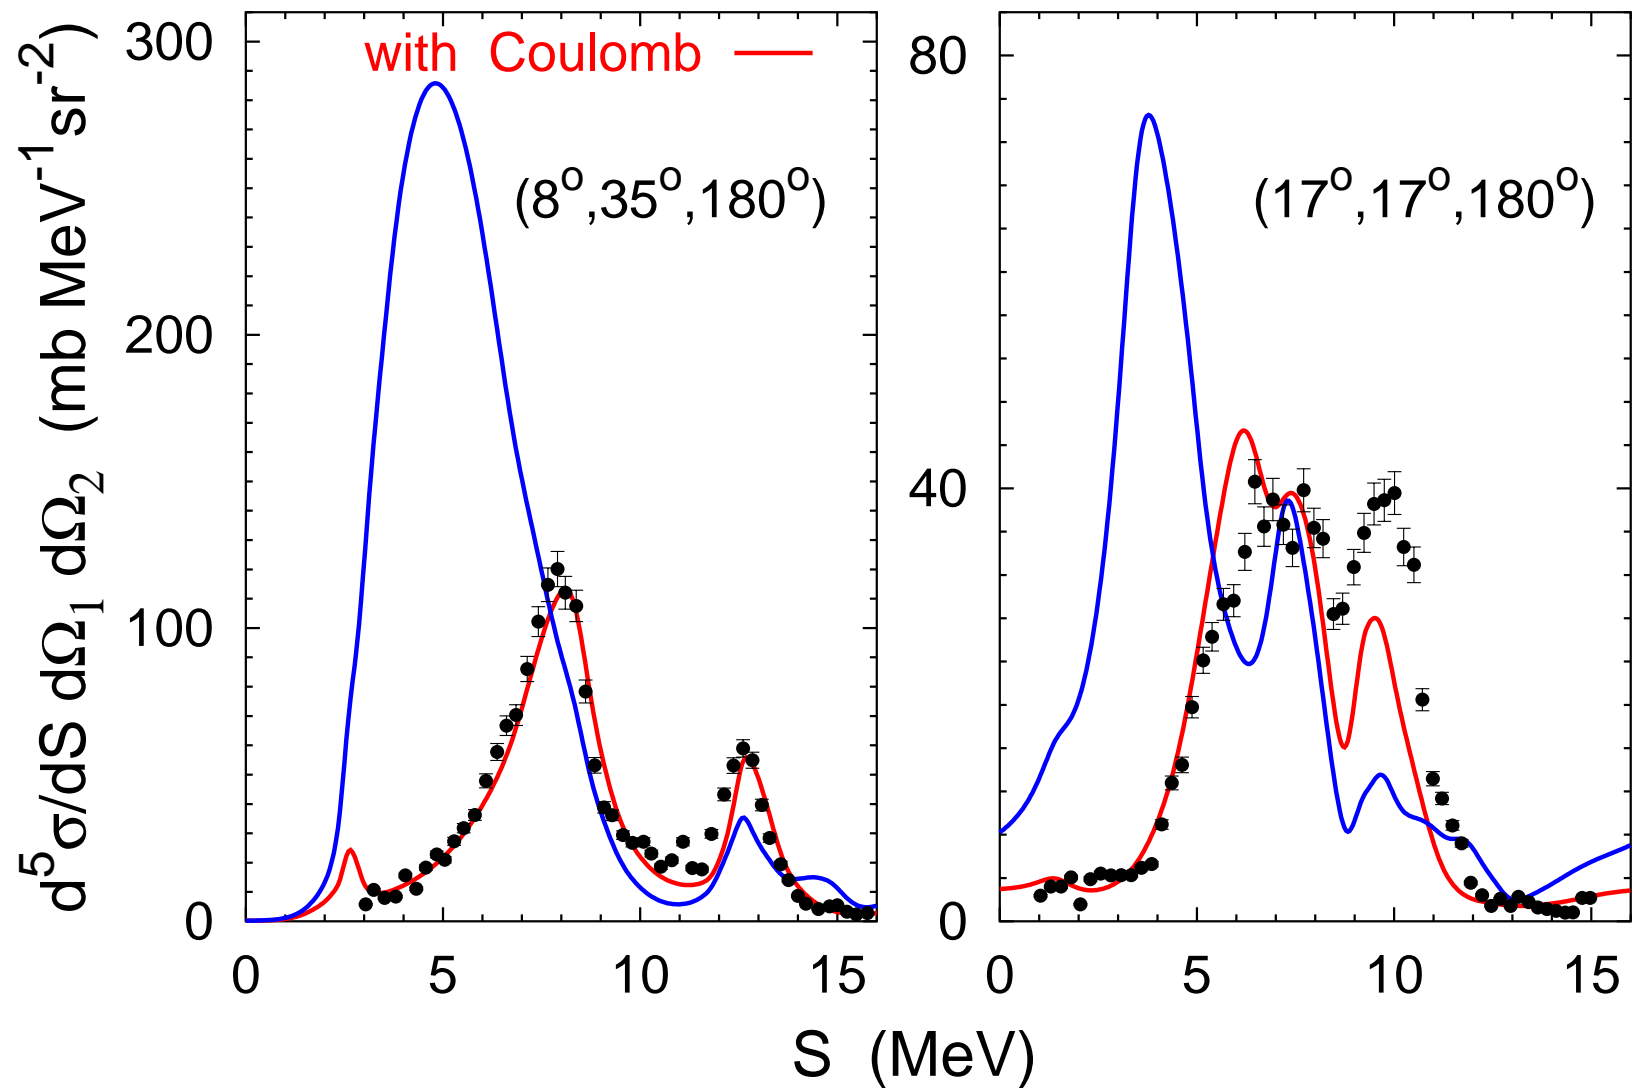 d⁵σ/dS dΩ₁ dΩ₂ (mb MeV⁻¹sr⁻²)
300
200
100
0
with Coulomb
(8°,35°,180°)
0 5 10 15
80
40
0
(17°,17°,180°)
0 5 10 15
S (MeV)